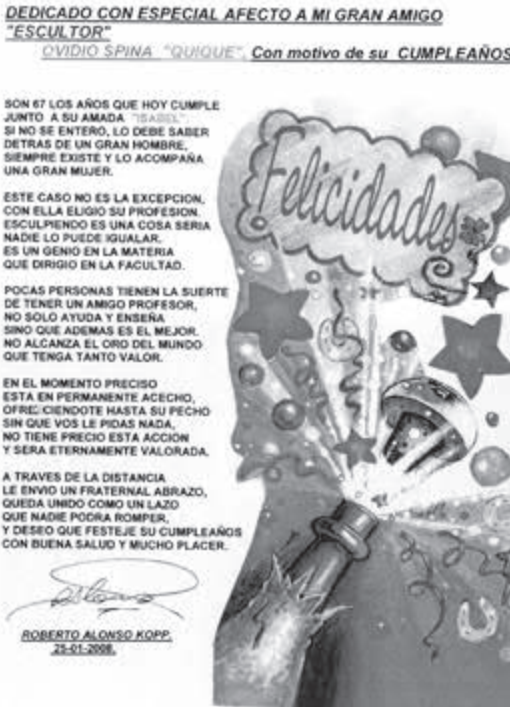 DEDICADO CON ESPECIAL AFECTO A MI GRAN AMIGO
"ESCULTOR"
OVIDIO SPINA "QUIQUE". Con motivo de su CUMPLEAÑOS
SON 67 LOS AÑOS QUE HOY CUMPLE
JUNTO A SU AMADA "ISABEL".
SI NO SE ENTERÓ, LO DEBE SABER
DETRAS DE UN GRAN HOMBRE,
SIEMPRE EXISTE Y LO ACOMPAÑA
UNA GRAN MUJER.
ESTE CASO NO ES LA EXCEPCION,
CON ELLA ELIGIO SU PROFESION.
ESCULPIENDO ES UNA COSA SERIA
NADIE LO PUEDE IGUALAR.
ES UN GENIO EN LA MATERIA
QUE DIRIGIO EN LA FACULTAD.
POCAS PERSONAS TIENEN LA SUERTE
DE TENER UN AMIGO PROFESOR,
NO SOLO AYUDA Y ENSEÑA
SINO QUE ADEMAS ES EL MEJOR.
NO ALCANZA EL ORO DEL MUNDO
QUE TENGA TANTO VALOR.
EN EL MOMENTO PRECISO
ESTA EN PERMANENTE ACECHO,
OFRECIENDOTE HASTA SU PECHO
SIN QUE VOS LE PIDAS NADA,
NO TIENE PRECIO ESTA ACCION
Y SERA ETERNAMENTE VALORADA.
A TRAVES DE LA DISTANCIA
LE ENVIO UN FRATERNAL ABRAZO,
QUEDA UNIDO COMO UN LAZO
QUE NADIE PODRA ROMPER,
Y DESEO QUE FESTEJE SU CUMPLEAÑOS
CON BUENA SALUD Y MUCHO PLACER.
ROBERTO ALONSO KOPP.
25-01-2008.
Felicidades